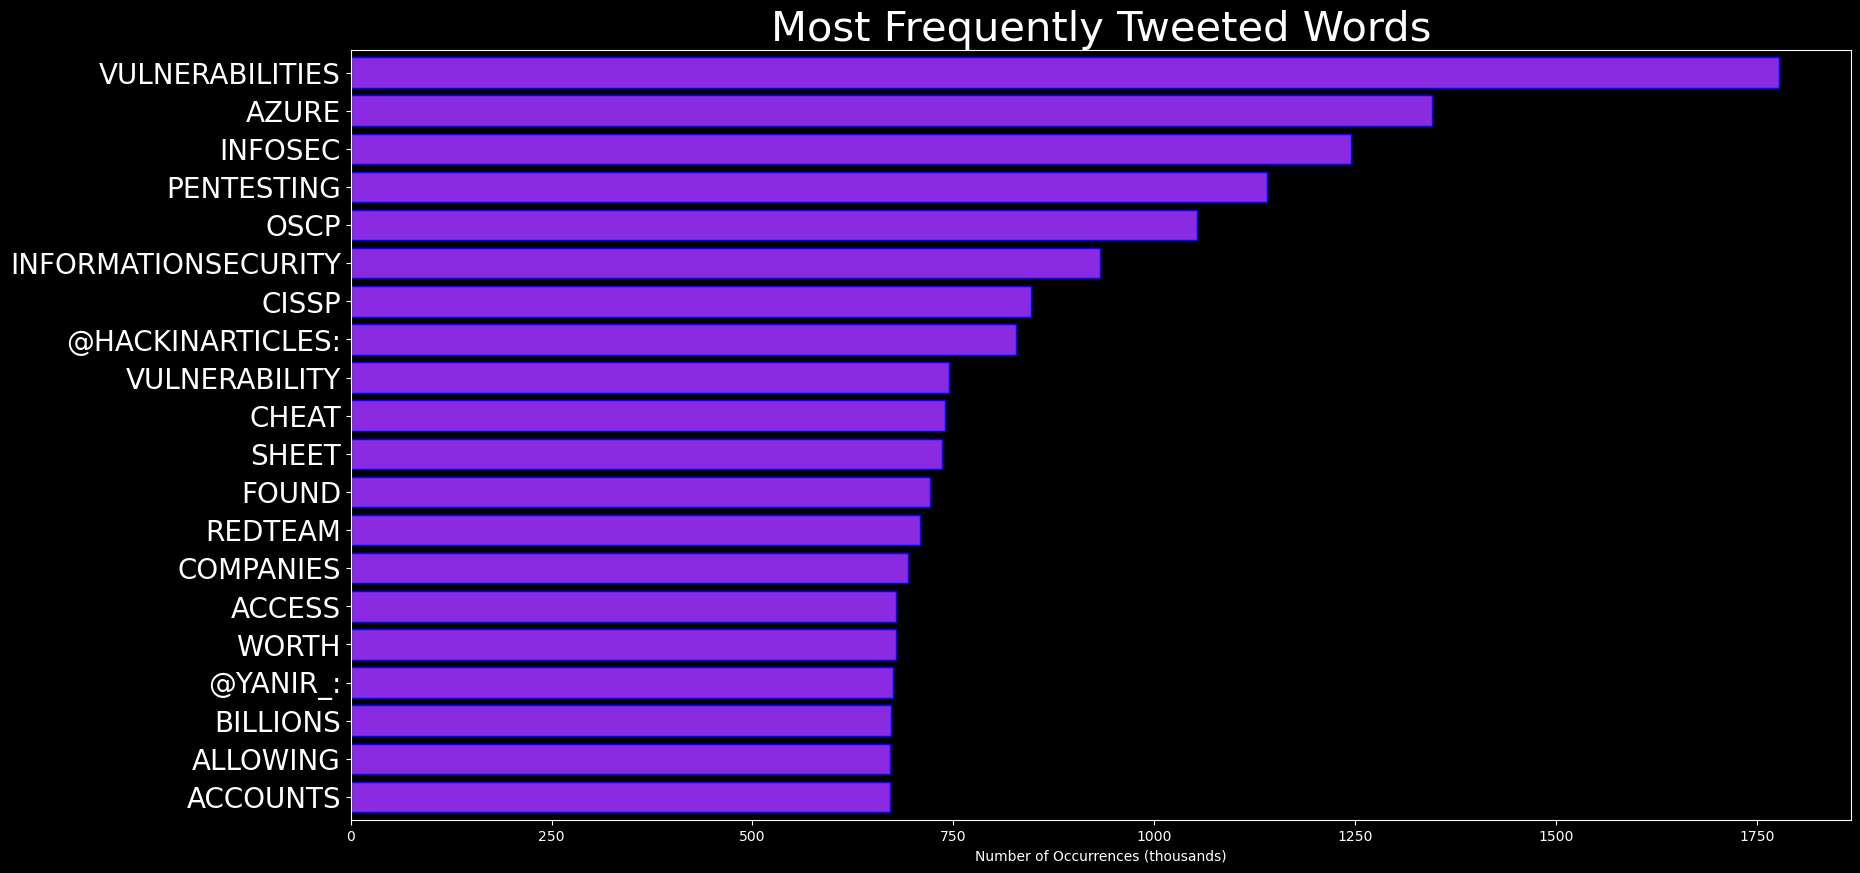 Most Frequently Tweeted Words
VULNERABILITIES
AZURE
INFOSEC
PENTESTING
OSCP
INFORMATIONSECURITY
CISSP
@HACKINARTICLES:
VULNERABILITY
CHEAT
SHEET
FOUND
REDTEAM
COMPANIES
ACCESS
WORTH
@YANIR_:
BILLIONS
ALLOWING
ACCOUNTS
0 250 500 750 1000 1250 1500 1750
Number of Occurrences (thousands)